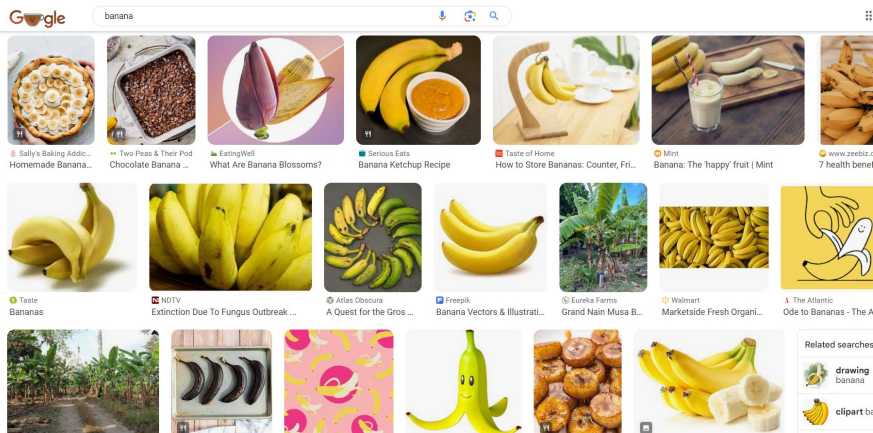 Google
banana
Sally's Baking Addic...
Homemade Banana...
Two Peas & Their Pod
Chocolate Banana ...
EatingWell
What Are Banana Blossoms?
Serious Eats
Banana Ketchup Recipe
Taste of Home
How to Store Bananas: Counter, Fri...
Mint
Banana: The 'happy' fruit | Mint
www.zeebiz.c
7 health benef
Taste
Bananas
NDTV
Extinction Due To Fungus Outbreak ...
Atlas Obscura
A Quest for the Gros ...
Freepik
Banana Vectors & Illustrati...
Eureka Farms
Grand Nain Musa B...
Walmart
Marketside Fresh Organi...
The Atlantic
Ode to Bananas - The A
Related searches
drawing
banana
clipart ba